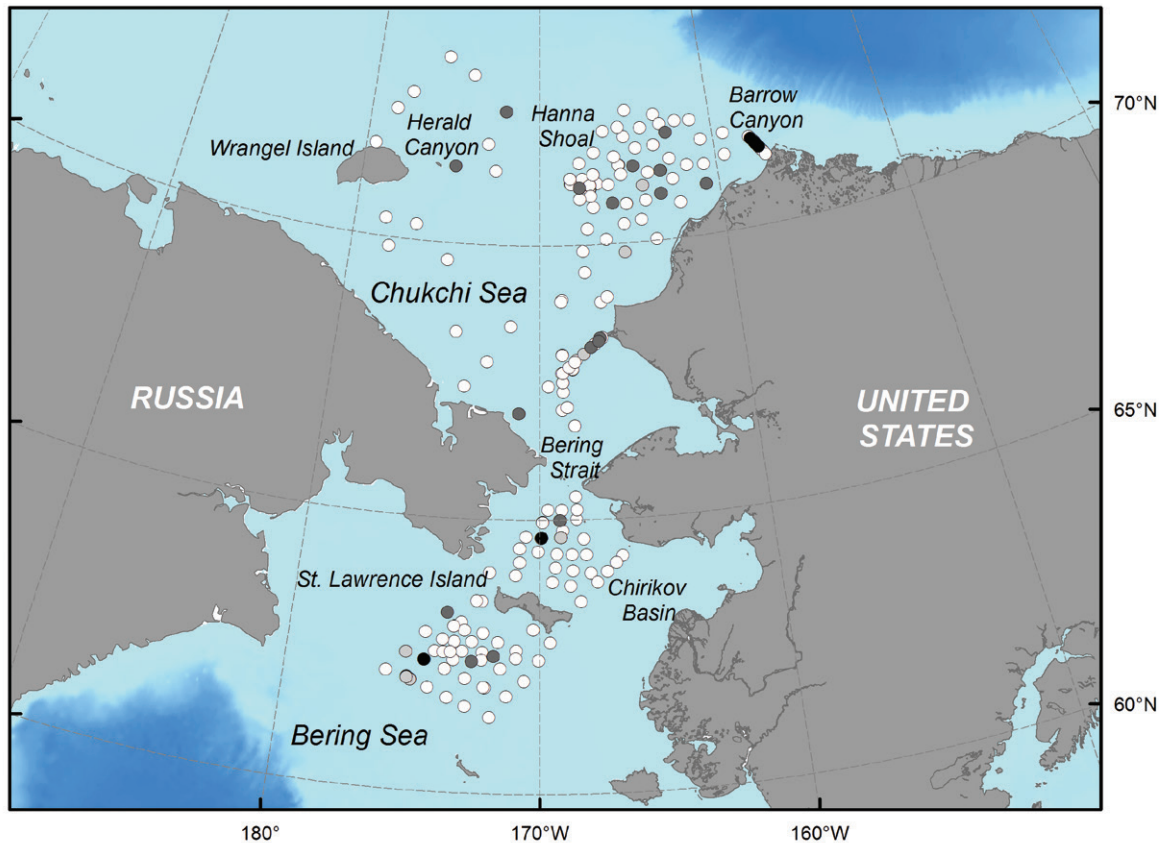 Barrow
Canyon
70°N
Hanna
Shoal
Herald
Canyon
Wrangel Island
Chukchi Sea
RUSSIA
UNITED
STATES
65°N
Bering
Strait
St. Lawrence Island
Chirikov
Basin
Bering Sea
60°N
180°
170°W
160°W